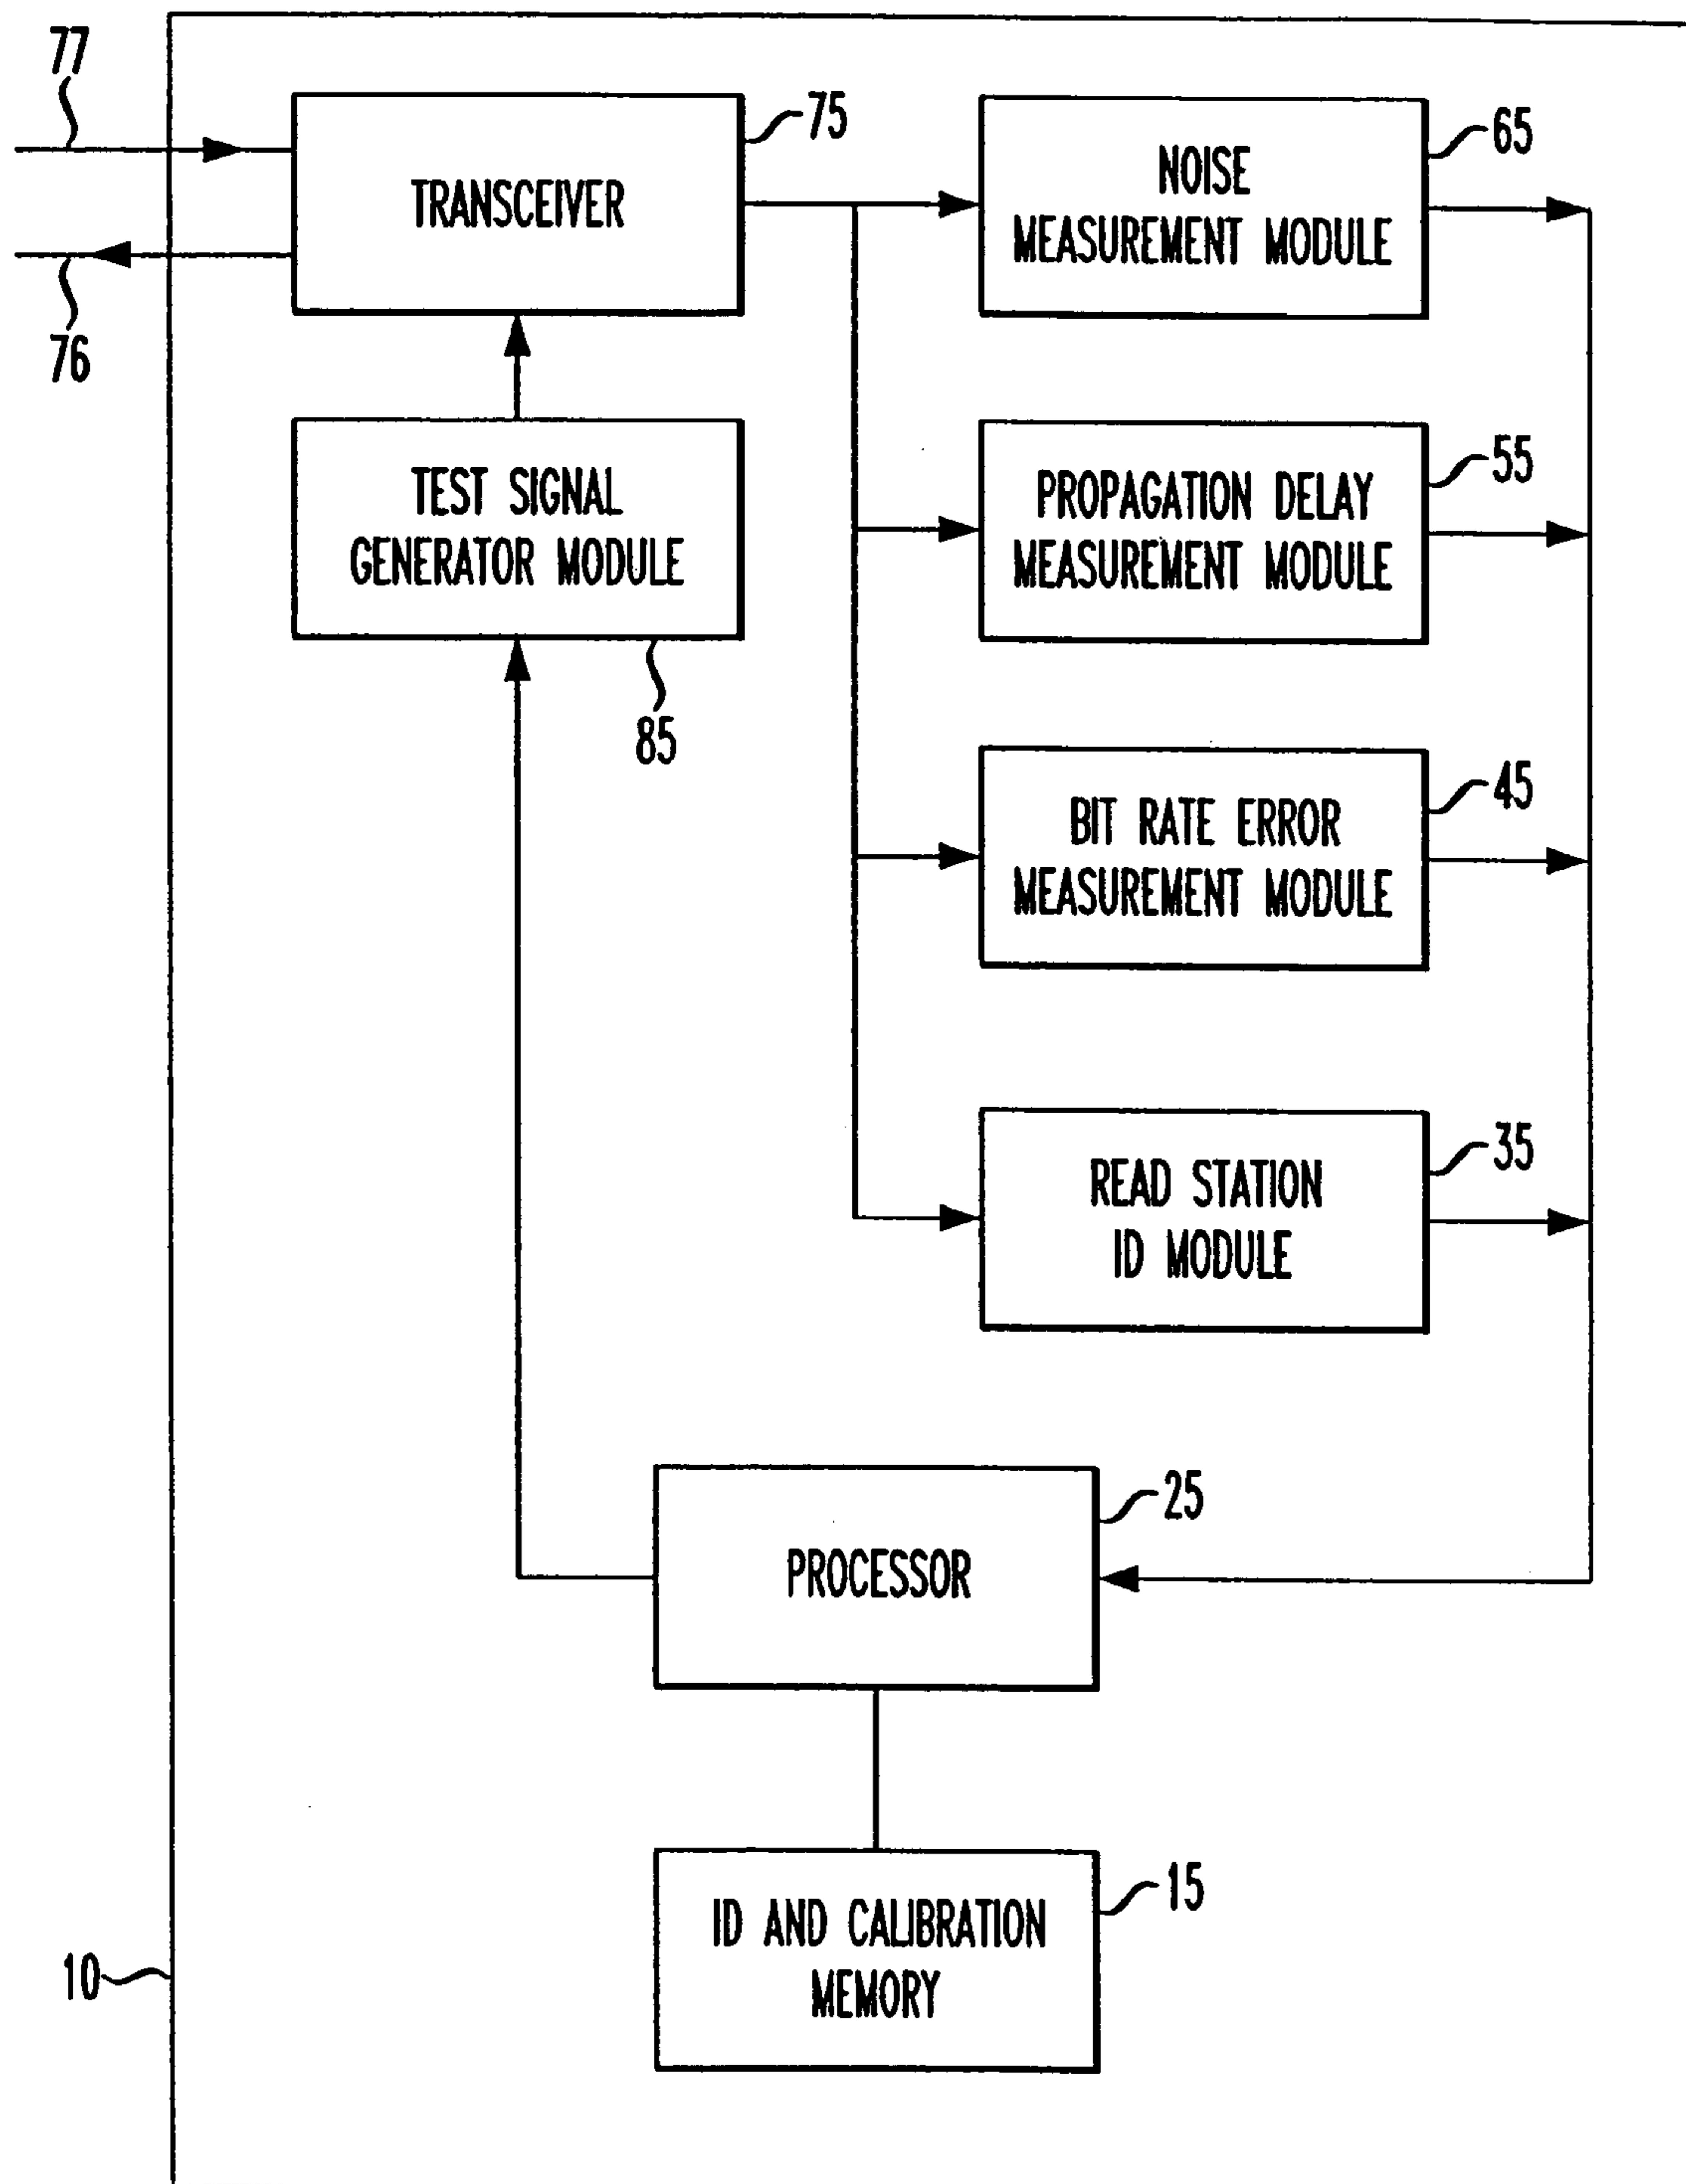 77
75
TRANSCEIVER
65
NOISE
MEASUREMENT MODULE
76
TEST SIGNAL
GENERATOR MODULE
85
55
PROPAGATION DELAY
MEASUREMENT MODULE
45
BIT RATE ERROR
MEASUREMENT MODULE
35
READ STATION
ID MODULE
25
PROCESSOR
15
ID AND CALIBRATION
MEMORY
10